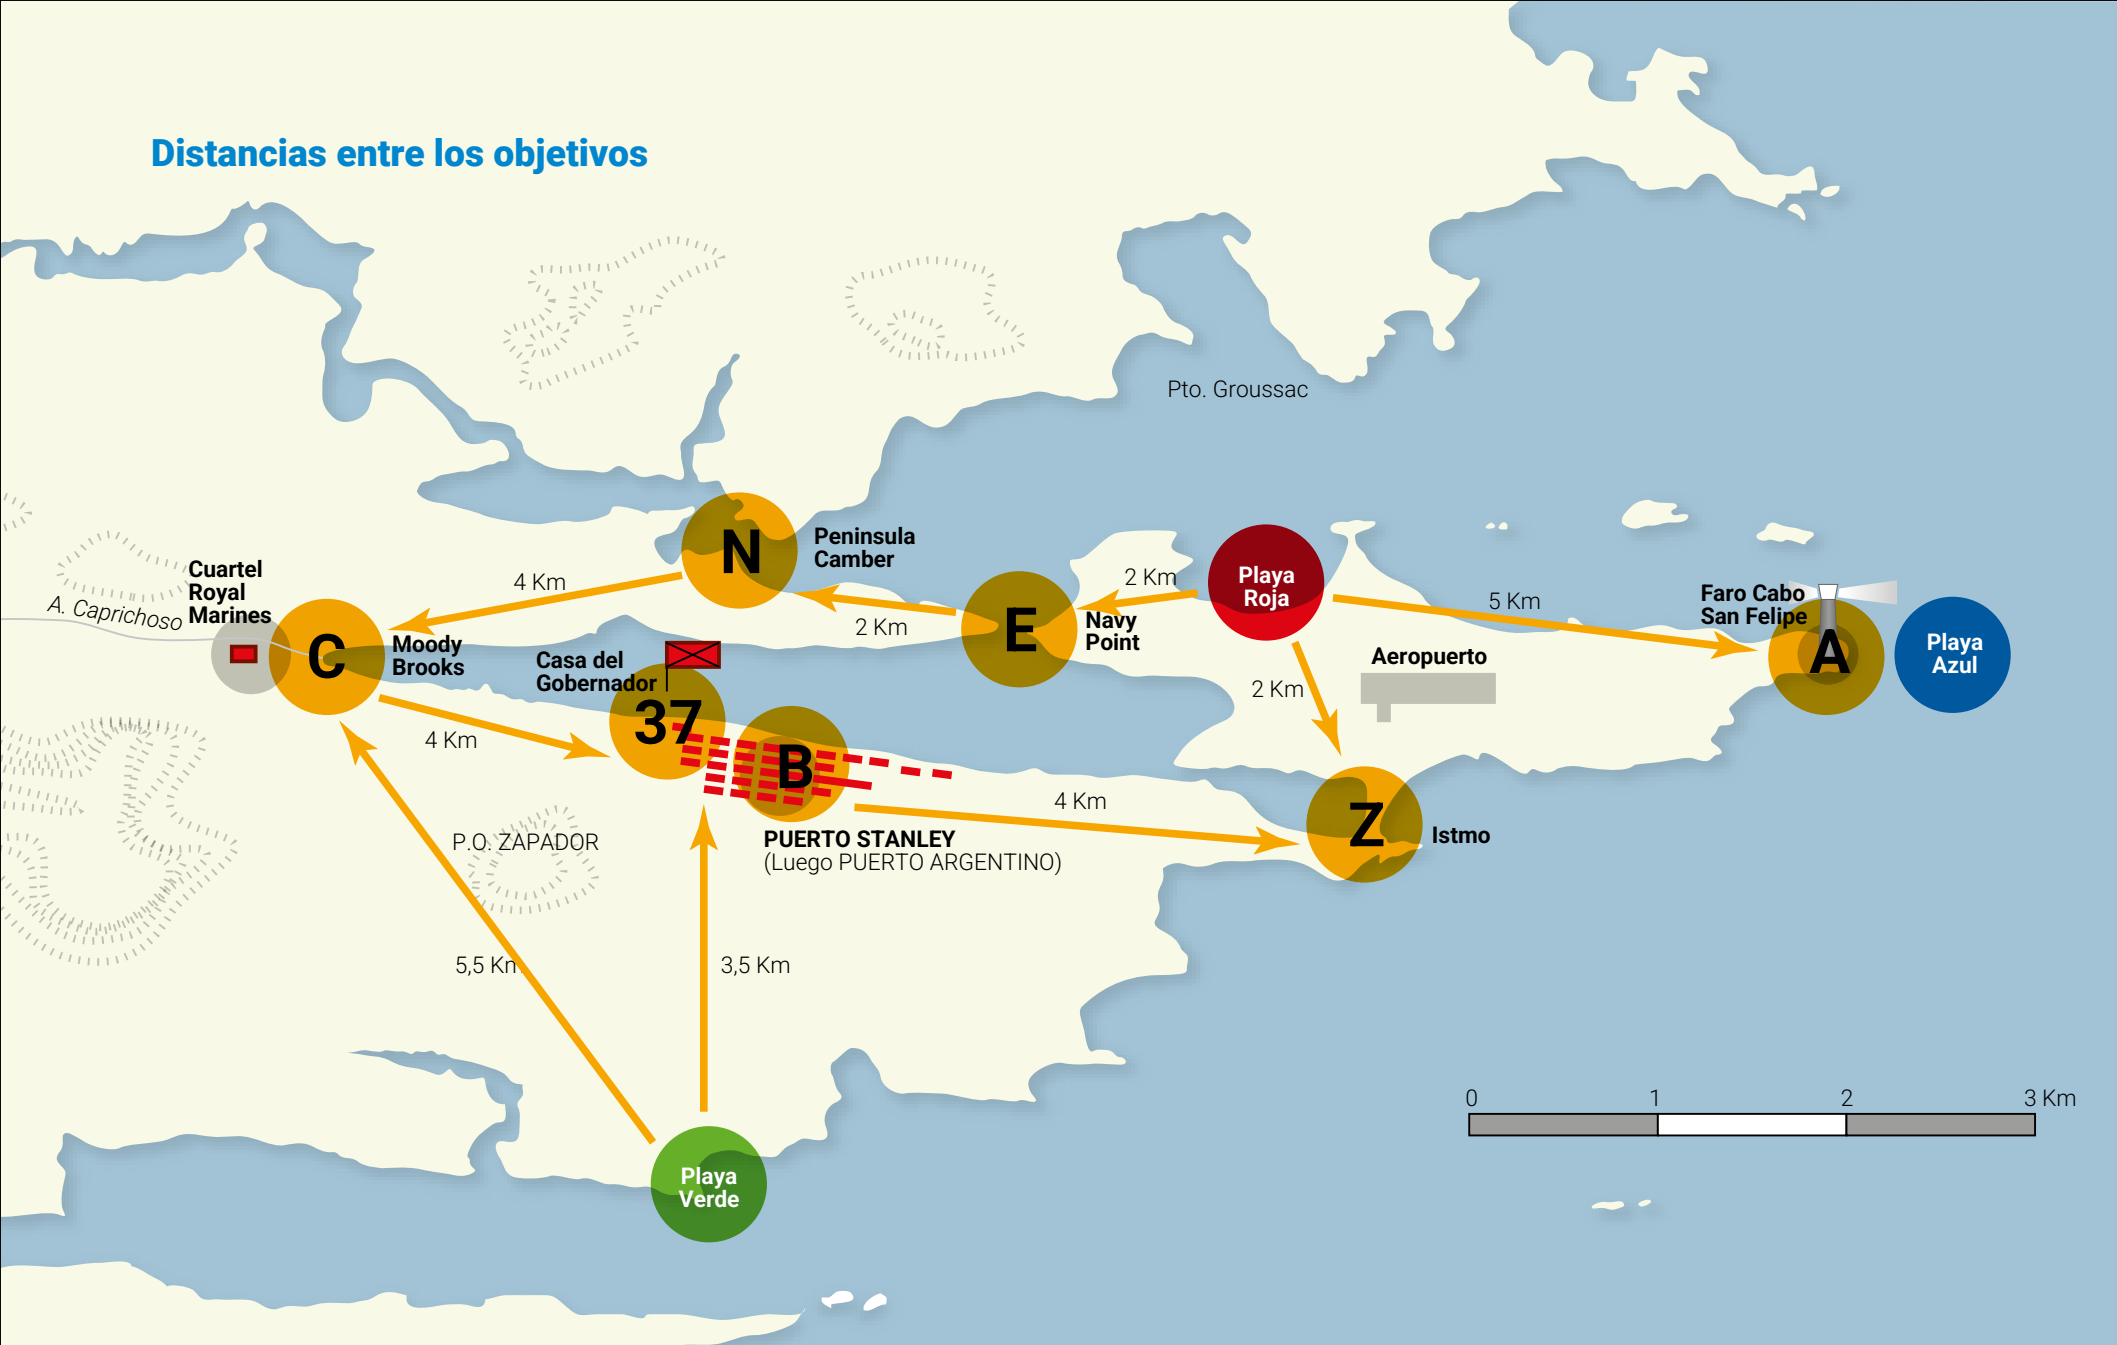 Distancias entre los objetivos
Pto. Groussac
N
Peninsula
Camber
Cuartel
Royal
Marines
A. Caprichoso
4 Km
2 Km
Playa
Roja
5 Km
Faro Cabo
San Felipe
C
Moody
Brooks
2 Km
E
Navy
Point
A
Playa
Azul
Casa del
Gobernador
37
Aeropuerto
2 Km
4 Km
B
4 Km
Z
Istmo
P.O. ZAPADOR
PUERTO STANLEY
(Luego PUERTO ARGENTINO)
5,5 Km
3,5 Km
0 1 2 3 Km
Playa
Verde